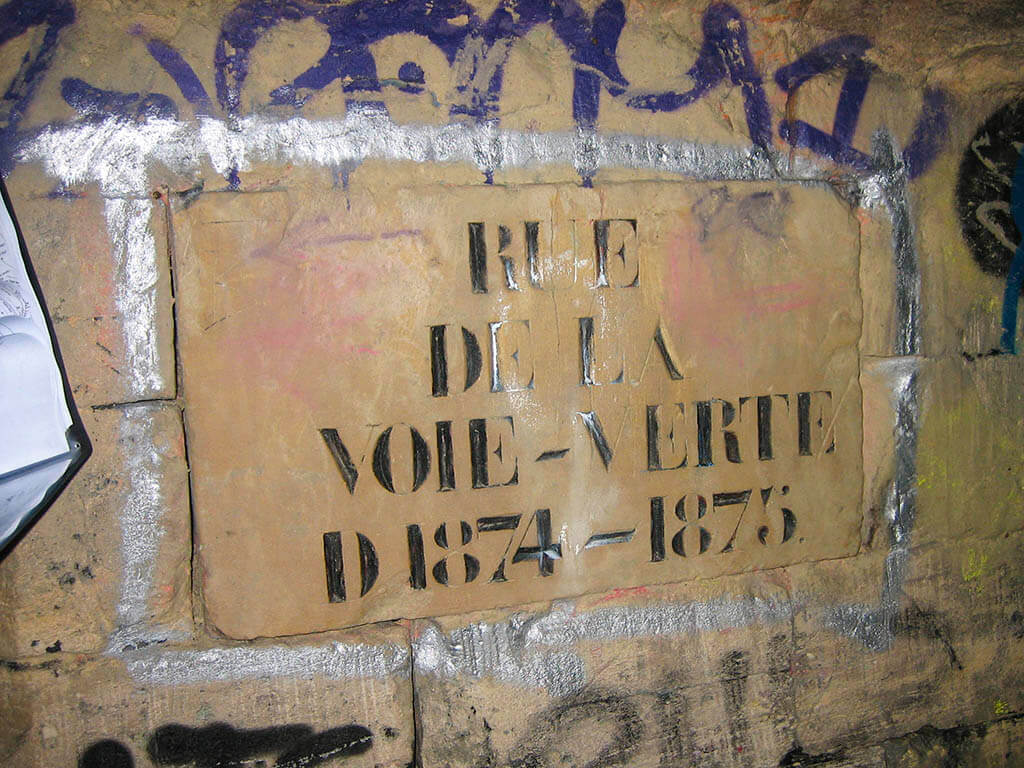 RUE
DE LA
VOIE-VERTE
D 1874-1875.